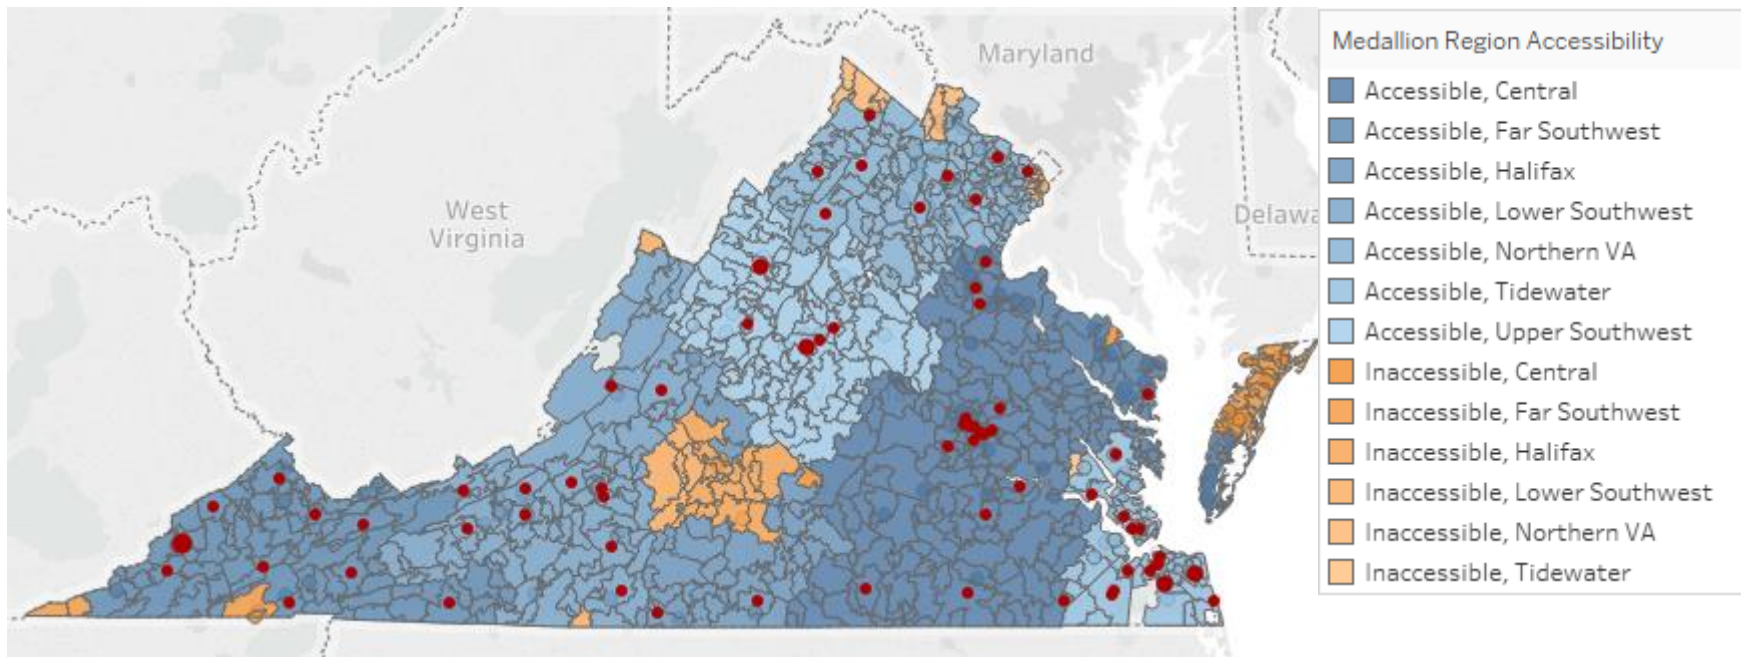 Maryland
West
Virginia
Delawa
Medallion Region Accessibility
Accessible, Central
Accessible, Far Southwest
Accessible, Halifax
Accessible, Lower Southwest
Accessible, Northern VA
Accessible, Tidewater
Accessible, Upper Southwest
Inaccessible, Central
Inaccessible, Far Southwest
Inaccessible, Halifax
Inaccessible, Lower Southwest
Inaccessible, Northern VA
Inaccessible, Tidewater